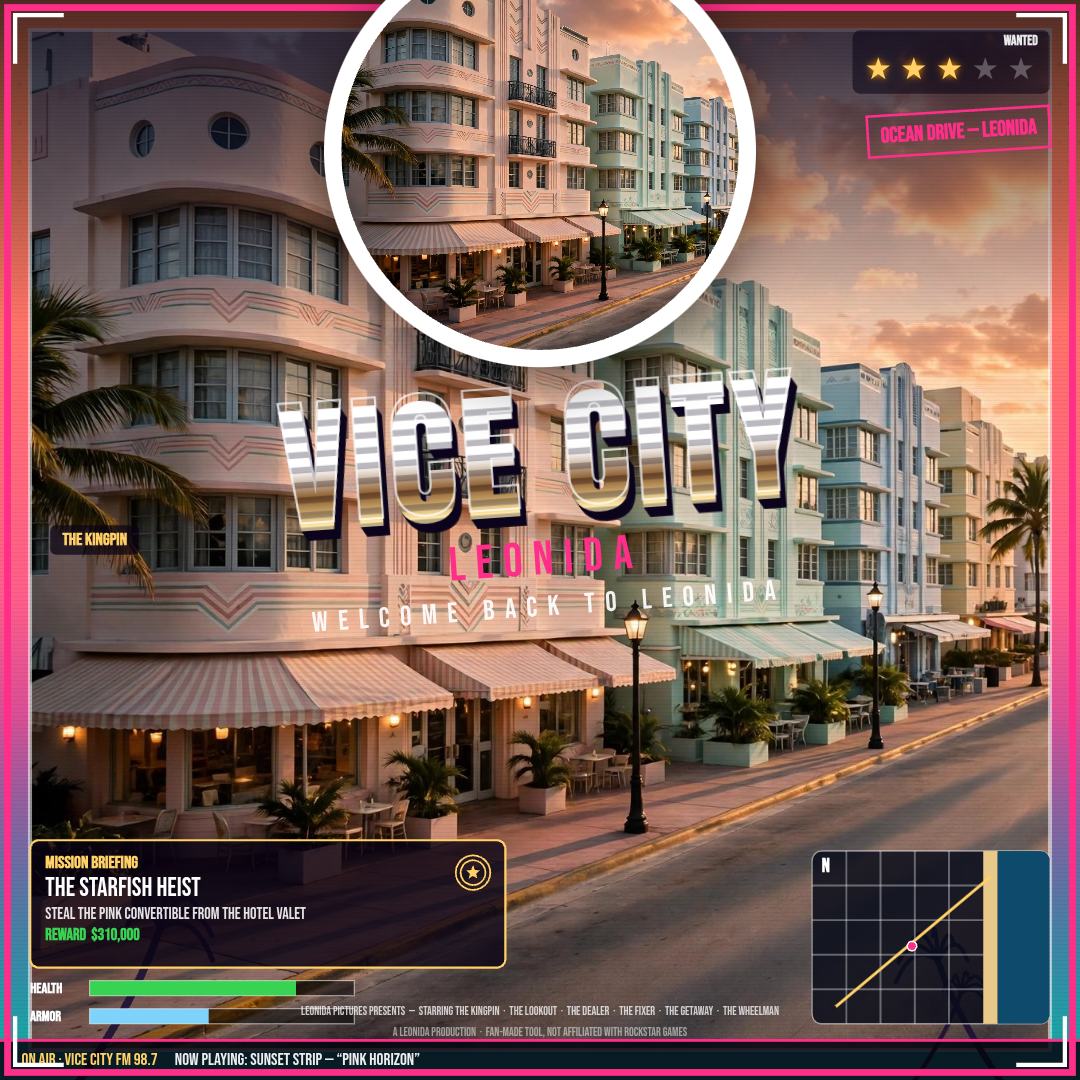 WANTED
OCEAN DRIVE — LEONIDA
VICE CITY
LEONIDA
WELCOME BACK TO LEONIDA
THE KINGPIN
MISSION BRIEFING
THE STARFISH HEIST
STEAL THE PINK CONVERTIBLE FROM THE HOTEL VALET
REWARD $310,000
N
HEALTH
ARMOR
LEONIDA PICTURES PRESENTS — STARRING THE KINGPIN · THE LOOKOUT · THE DEALER · THE FIXER · THE GETAWAY · THE WHEELMAN
A LEONIDA PRODUCTION · FAN-MADE TOOL, NOT AFFILIATED WITH ROCKSTAR GAMES
ON AIR · VICE CITY FM 98.7 NOW PLAYING: SUNSET STRIP — “PINK HORIZON”